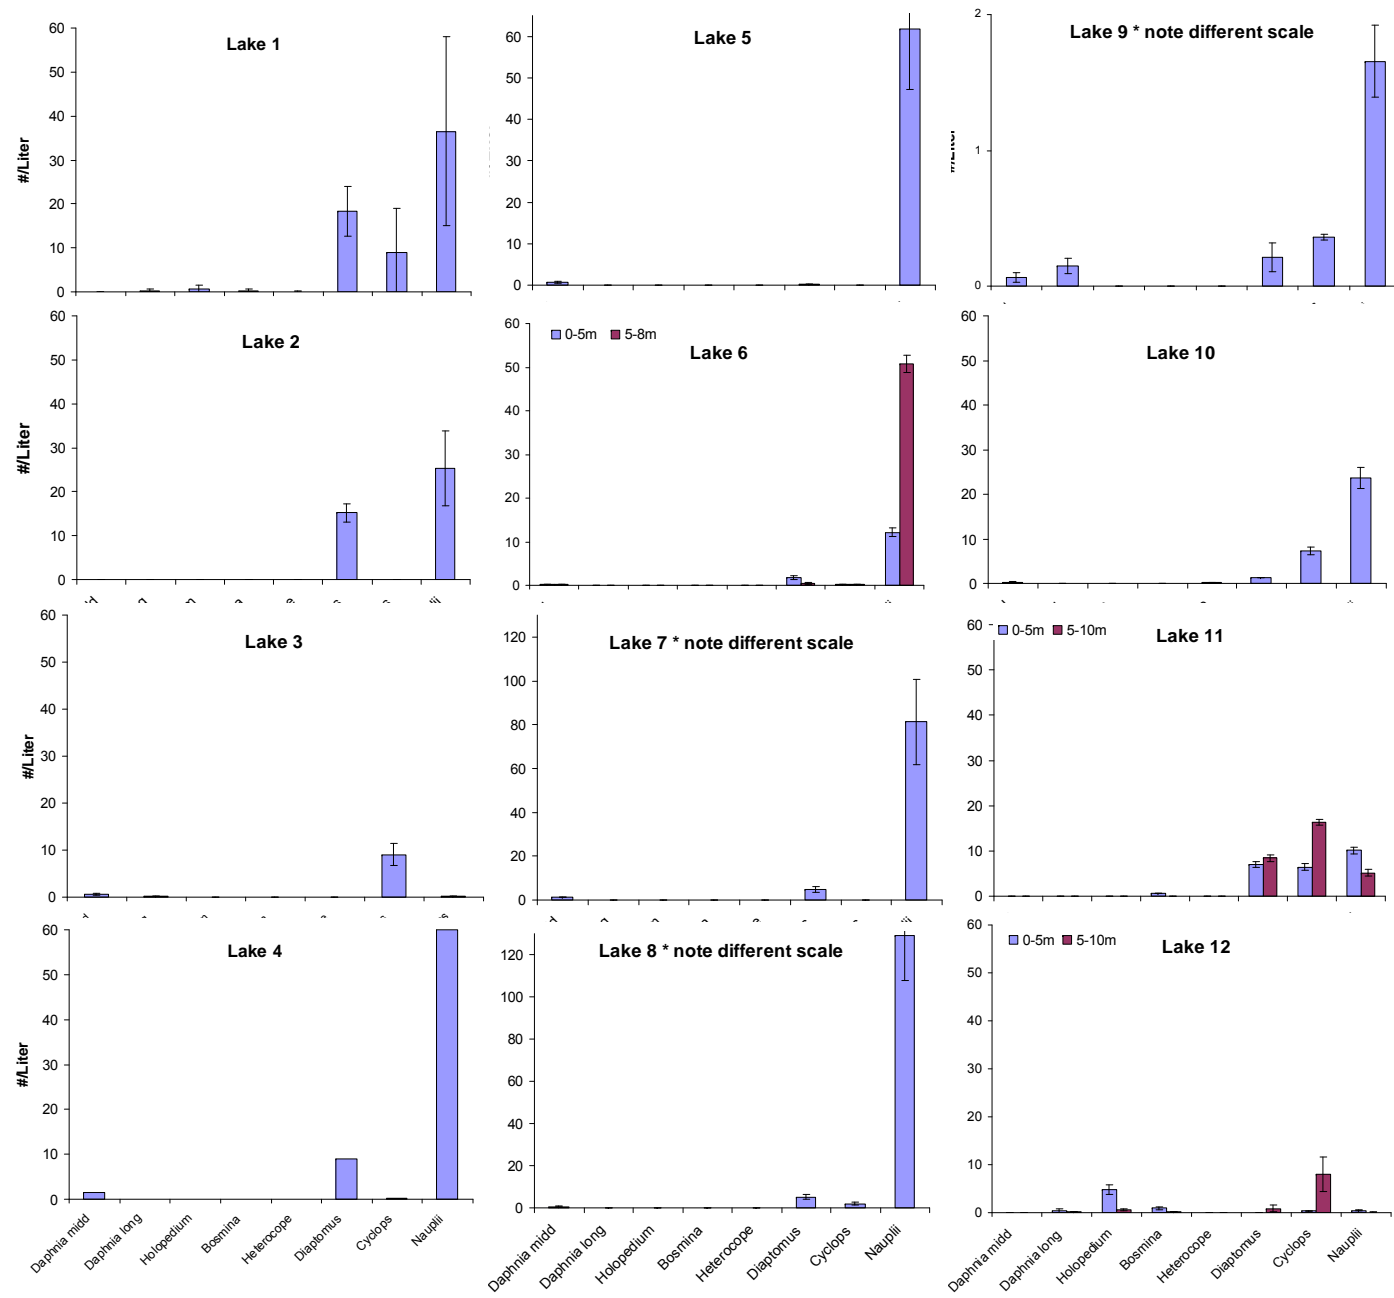 Lake 1
60
50
40
30
20
10
0
#/Liter
Lake 5
60
50
40
30
20
10
0
Lake 9 * note different scale
2
1
0
#/Liter
Lake 2
60
50
40
30
20
10
0
#/Liter
0-5m 5-8m
Lake 6
60
50
40
30
20
10
0
Lake 10
60
50
40
30
20
10
0
Lake 3
60
50
40
30
20
10
0
#/Liter
Lake 7 * note different scale
120
100
80
60
40
20
0
0-5m 5-10m
Lake 11
60
50
40
30
20
10
0
Lake 4
60
50
40
30
20
10
0
#/Liter
Daphnia midd
Daphnia long
Holopedium
Bosmina
Heterocope
Diaptomus
Cyclops
Nauplii
Lake 8 * note different scale
120
100
80
60
40
20
0
Daphnia midd
Daphnia long
Holopedium
Bosmina
Heterocope
Diaptomus
Cyclops
Nauplii
0-5m 5-10m
Lake 12
60
50
40
30
20
10
0
Daphnia midd
Daphnia long
Holopedium
Bosmina
Heterocope
Diaptomus
Cyclops
Nauplii